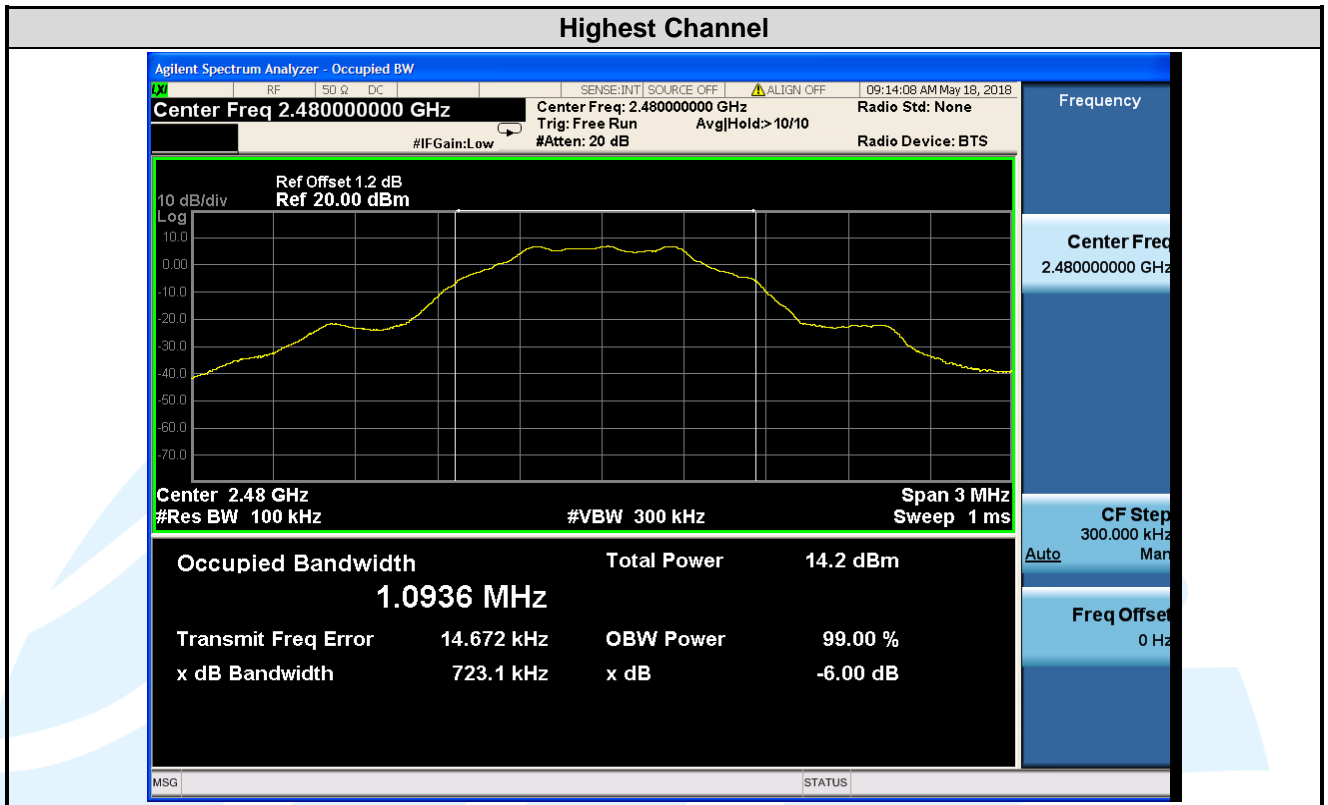 Highest Channel
Agilent Spectrum Analyzer - Occupied BW
LXI RF 50 Ω DC SENSE:INT SOURCE OFF ALIGN OFF 09:14:08 AM May 18, 2018
Center Freq 2.480000000 GHz
Center Freq: 2.480000000 GHz
Radio Std: None
Trig: Free Run Avg|Hold:>10/10
#IFGain:Low
#Atten: 20 dB
Radio Device: BTS
Frequency
Ref Offset 1.2 dB
10 dB/div Ref 20.00 dBm
Log
10.0
0.00
-10.0
-20.0
-30.0
-40.0
-50.0
-60.0
-70.0
Center 2.48 GHz Span 3 MHz
#Res BW 100 kHz #VBW 300 kHz Sweep 1 ms
Center Freq
2.480000000 GHz
CF Step
300.000 kHz
Auto Man
Freq Offset
0 Hz
Occupied Bandwidth Total Power 14.2 dBm
1.0936 MHz
Transmit Freq Error 14.672 kHz OBW Power 99.00 %
x dB Bandwidth 723.1 kHz x dB -6.00 dB
MSG STATUS